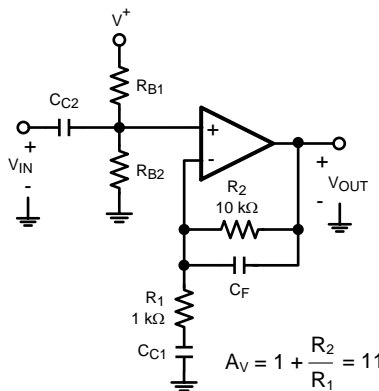 V+
RB1
CC2
+
VIN
-
RB2
+
-
+
VOUT
-
R2
10 kΩ
CF
R1
1 kΩ
CC1
AV = 1 + R2/R1 = 11